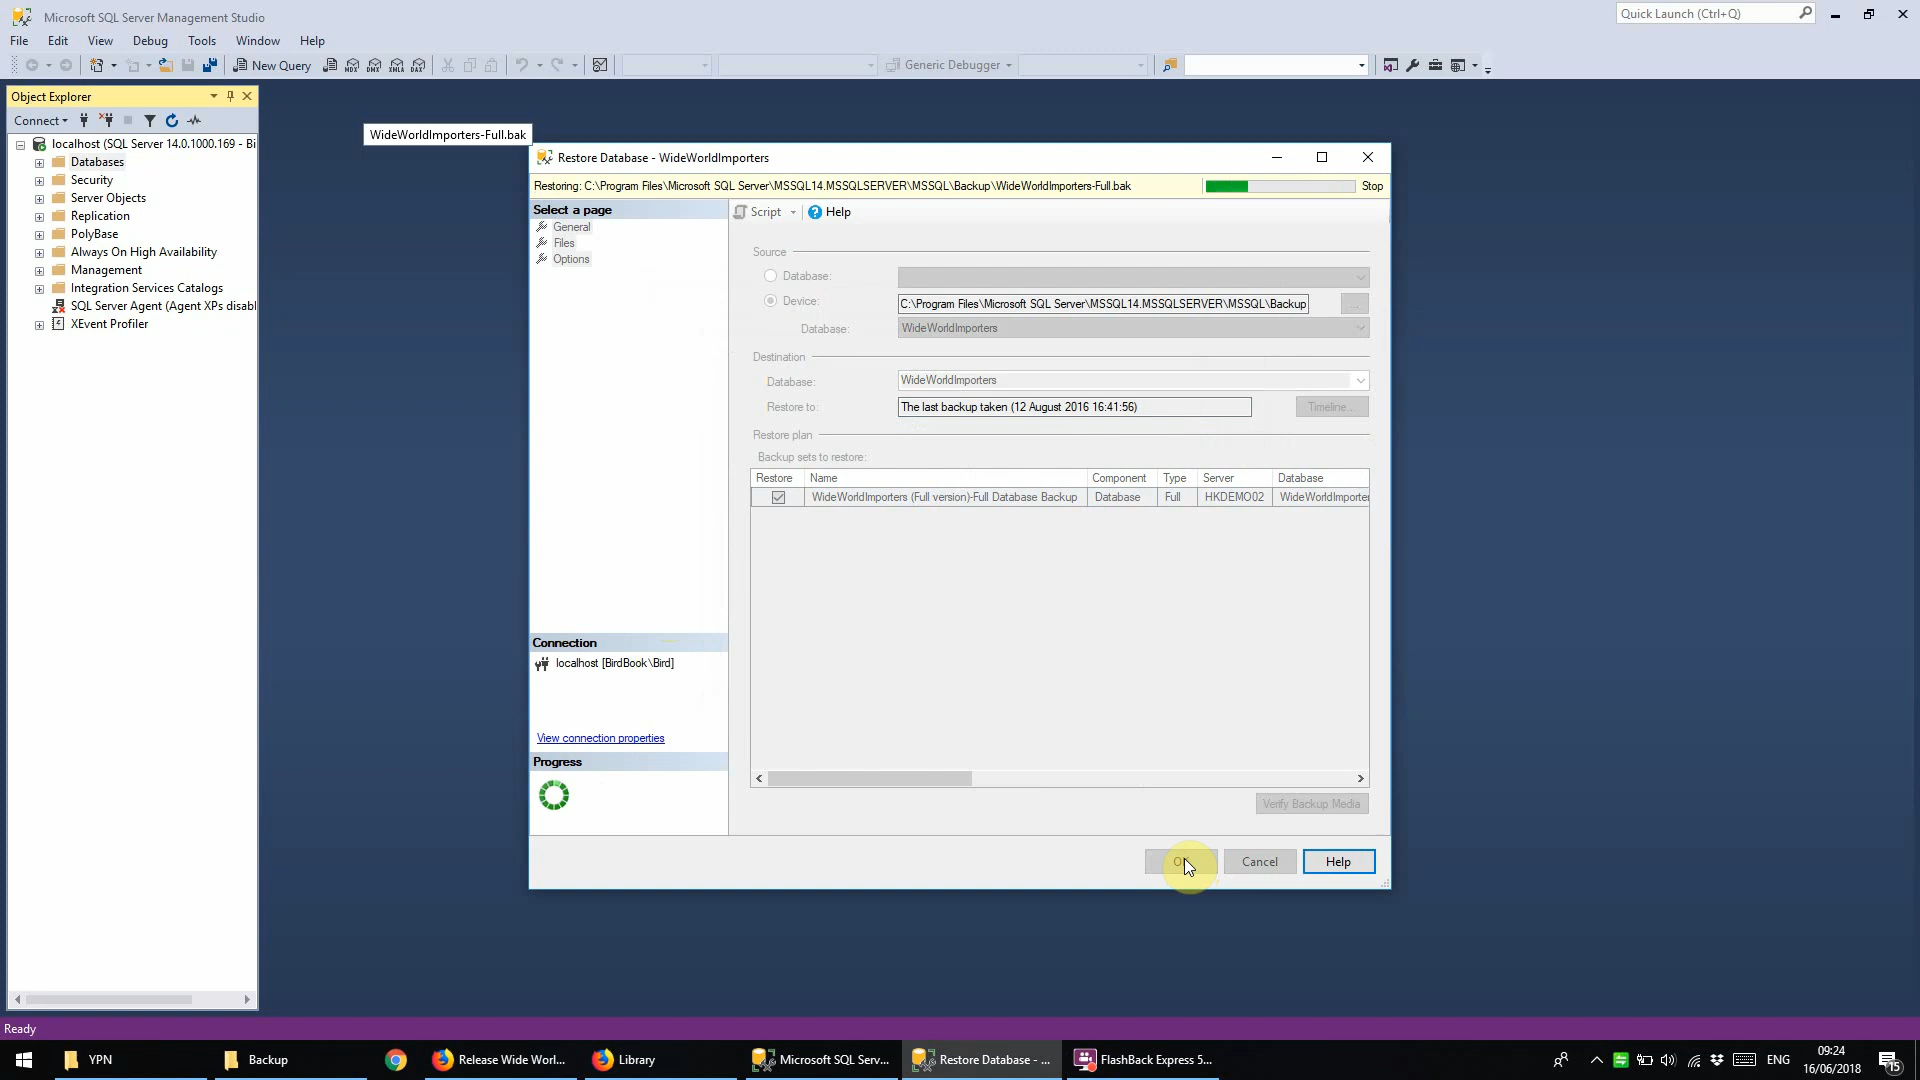 Microsoft SQL Server Management Studio
Quick Launch (Ctrl+Q)
File Edit View Debug Tools Window Help
New Query
MDX DMX XMLA DAX
Generic Debugger
Object Explorer
Connect
localhost (SQL Server 14.0.1000.169 - Bi
Databases
Security
Server Objects
Replication
PolyBase
Always On High Availability
Management
Integration Services Catalogs
SQL Server Agent (Agent XPs disabl
XEvent Profiler
WideWorldImporters-Full.bak
Restore Database - WideWorldImporters
Restoring: C:\Program Files\Microsoft SQL Server\MSSQL14.MSSQLSERVER\MSSQL\Backup\WideWorldImporters-Full.bak
Stop
Select a page
General
Files
Options
Script
Help
Source
Database:
Device:
C:\Program Files\Microsoft SQL Server\MSSQL14.MSSQLSERVER\MSSQL\Backup
...
Database:
WideWorldImporters
Destination
Database:
WideWorldImporters
Restore to:
The last backup taken (12 August 2016 16:41:56)
Timeline...
Restore plan
Backup sets to restore:
Restore Name Component Type Server Database
WideWorldImporters (Full version)-Full Database Backup Database Full HKDEMO02 WideWorldImporter
Connection
localhost [BirdBook\Bird]
View connection properties
Progress
Verify Backup Media
Cancel
Help
Ready
YPN
Backup
Release Wide Worl...
Library
Microsoft SQL Serv...
Restore Database - ...
FlashBack Express 5...
ENG
09:24
16/06/2018
15